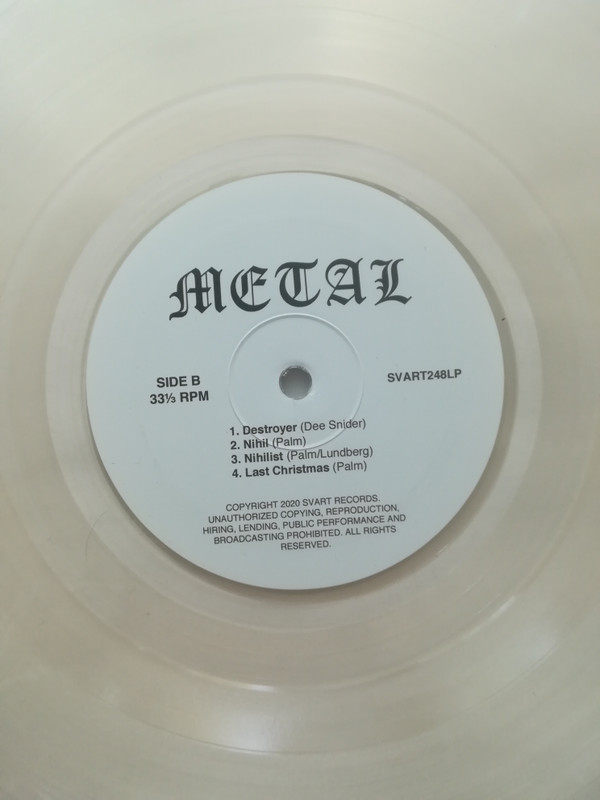 METAL
SIDE B
33⅓ RPM
SVART248LP
1. Destroyer (Dee Snider)
2. Nihil (Palm)
3. Nihilist (Palm/Lundberg)
4. Last Christmas (Palm)
COPYRIGHT 2020 SVART RECORDS.
UNAUTHORIZED COPYING, REPRODUCTION,
HIRING, LENDING, PUBLIC PERFORMANCE AND
BROADCASTING PROHIBITED. ALL RIGHTS
RESERVED.